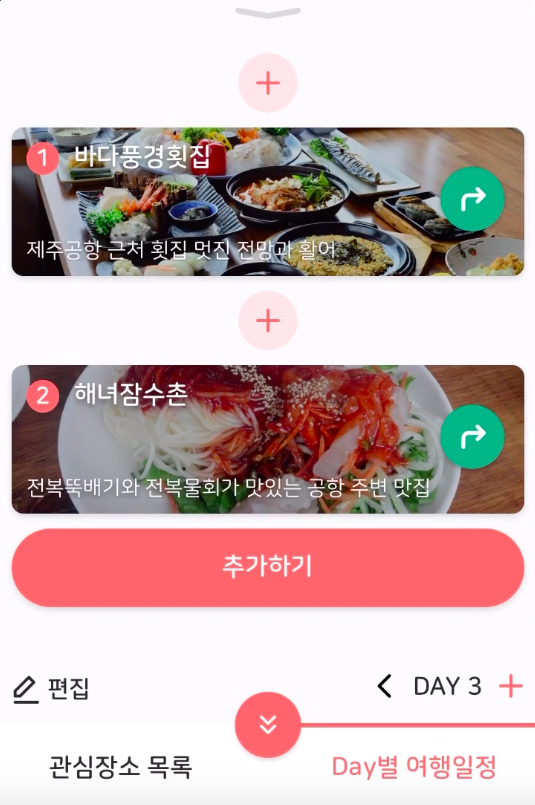 1 바다풍경횟집
제주공항 근처 횟집 멋진 전망과 활어
2 해녀잠수촌
전복뚝배기와 전복물회가 맛있는 공항 주변 맛집
추가하기
편집
DAY 3
관심장소 목록
Day별 여행일정